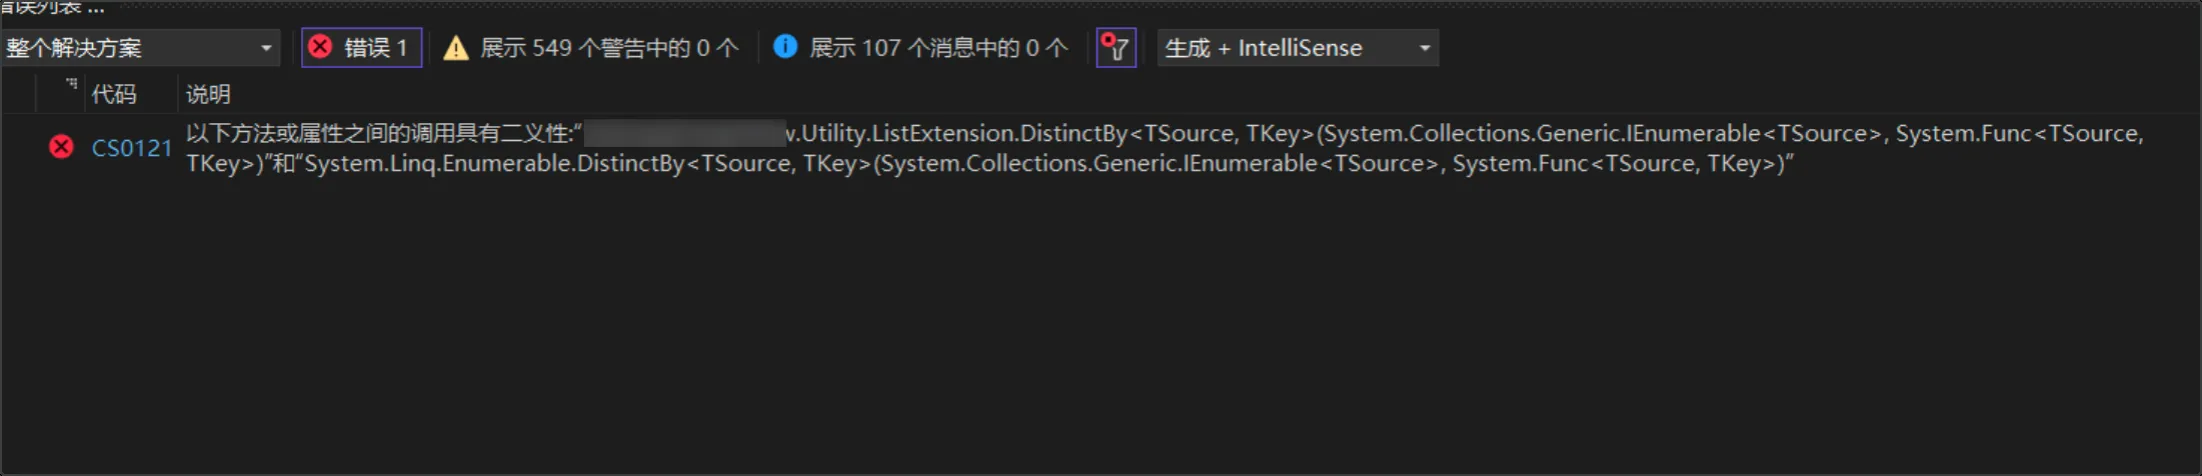 错误列表 ...
整个解决方案
错误 1
展示 549 个警告中的 0 个
展示 107 个消息中的 0 个
生成 + IntelliSense
代码
说明
CS0121
以下方法或属性之间的调用具有二义性:“w.Utility.ListExtension.DistinctBy<TSource, TKey>(System.Collections.Generic.IEnumerable<TSource>, System.Func<TSource,
TKey>)”和“System.Linq.Enumerable.DistinctBy<TSource, TKey>(System.Collections.Generic.IEnumerable<TSource>, System.Func<TSource, TKey>)”